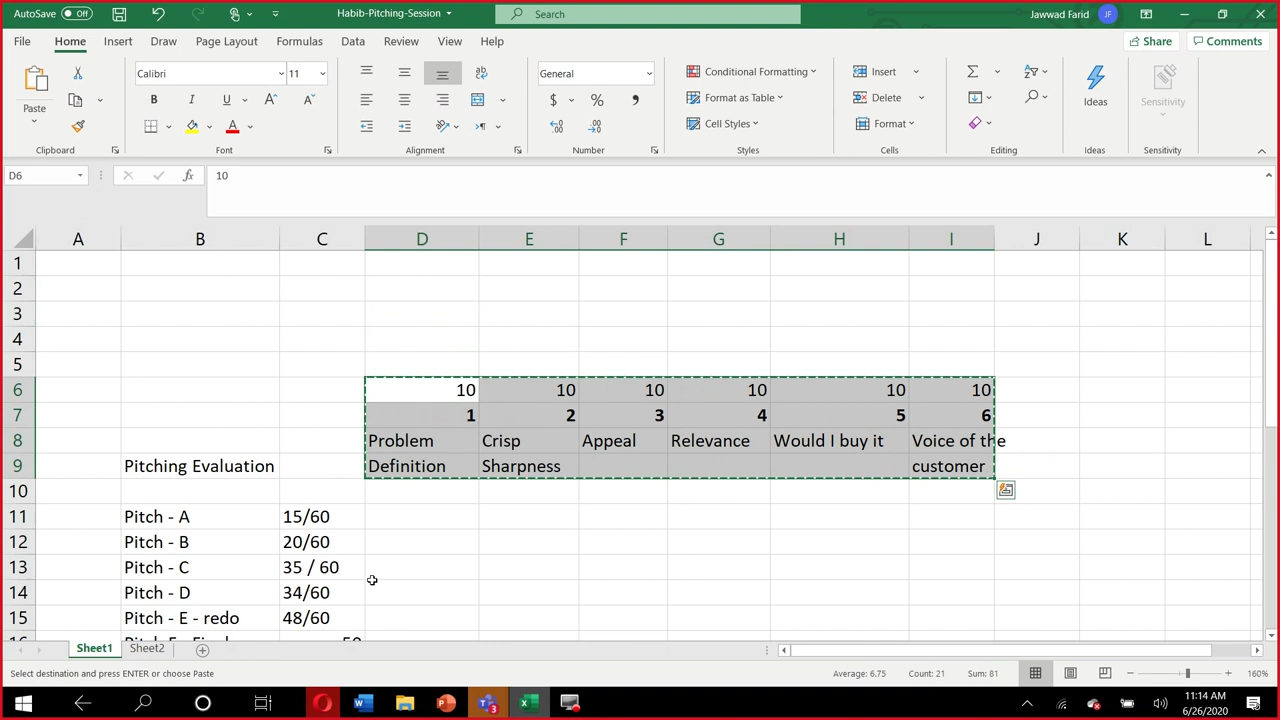 AutoSave Off Habib-Pitching-Session Search Jawwad Farid JF
File Home Insert Draw Page Layout Formulas Data Review View Help Share Comments
Paste Calibri 11 General Conditional Formatting Insert Ideas Sensitivity
B I U A A $ % , Format as Table Delete
A Cell Styles Format
Clipboard Font Alignment Number Styles Cells Editing Ideas Sensitivity
D6 fx 10
A B C D E F G H I J K L
1
2
3
4
5
6 10 10 10 10 10 10
7 1 2 3 4 5 6
8 Problem Crisp Appeal Relevance Would I buy it Voice of the
9 Pitching Evaluation Definition Sharpness customer
10
11 Pitch - A 15/60
12 Pitch - B 20/60
13 Pitch - C 35 / 60
14 Pitch - D 34/60
15 Pitch - E - redo 48/60
Sheet1 Sheet2
Select destination and press ENTER or choose Paste Average: 6.75 Count: 21 Sum: 81 160%
11:14 AM
6/26/2020